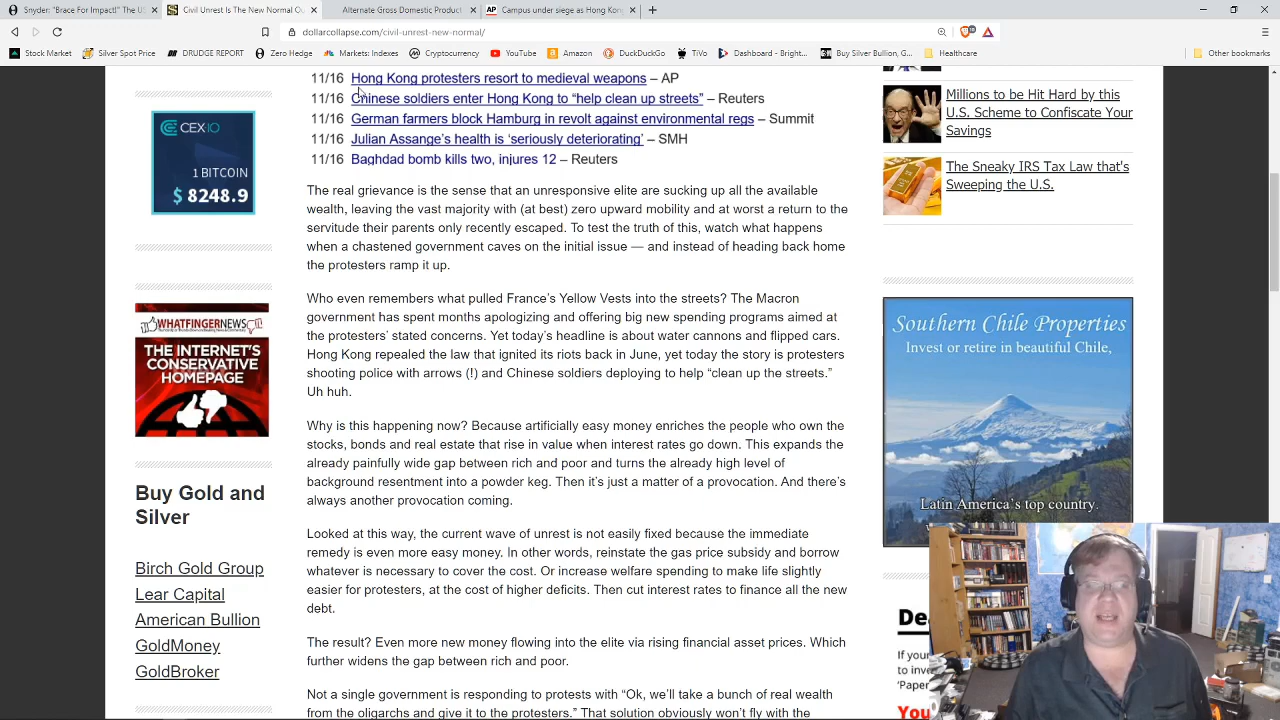 Snyder: "Brace For Impact!" The U
Civil Unrest Is The New Normal Ou
Alternate Gross Domestic Product
AP Campus under siege as Hong Kong
dollarcollapse.com/civil-unrest-new-normal/
Stock Market
Silver Spot Price
DRUDGE REPORT
Zero Hedge
Markets: Indexes
Cryptocurrency
YouTube
Amazon
DuckDuckGo
TiVo
Dashboard - Bright...
Buy Silver Bullion, G...
Healthcare
Other bookmarks
11/16 Hong Kong protesters resort to medieval weapons – AP
11/16 Chinese soldiers enter Hong Kong to "help clean up streets" – Reuters
11/16 German farmers block Hamburg in revolt against environmental regs – Summit
11/16 Julian Assange's health is 'seriously deteriorating' – SMH
11/16 Baghdad bomb kills two, injures 12 – Reuters
The real grievance is the sense that an unresponsive elite are sucking up all the available
wealth, leaving the vast majority with (at best) zero upward mobility and at worst a return to the
servitude their parents only recently escaped. To test the truth of this, watch what happens
when a chastened government caves on the initial issue — and instead of heading back home
the protesters ramp it up.
Who even remembers what pulled France's Yellow Vests into the streets? The Macron
government has spent months apologizing and offering big new spending programs aimed at
the protesters' stated concerns. Yet today's headline is about water cannons and flipped cars.
Hong Kong repealed the law that ignited its riots back in June, yet today the story is protesters
shooting police with arrows (!) and Chinese soldiers deploying to help "clean up the streets."
Uh huh.
Why is this happening now? Because artificially easy money enriches the people who own the
stocks, bonds and real estate that rise in value when interest rates go down. This expands the
already painfully wide gap between rich and poor and turns the already high level of
background resentment into a powder keg. Then it's just a matter of a provocation. And there's
always another provocation coming.
Looked at this way, the current wave of unrest is not easily fixed because the immediate
remedy is even more easy money. In other words, reinstate the gas price subsidy and borrow
whatever is necessary to cover the cost. Or increase welfare spending to make life slightly
easier for protesters, at the cost of higher deficits. Then cut interest rates to finance all the new
debt.
The result? Even more new money flowing into the elite via rising financial asset prices. Which
further widens the gap between rich and poor.
Not a single government is responding to protests with "Ok, we'll take a bunch of real wealth
from the oligarchs and give it to the protesters." That solution obviously won't fly with the
CEX.IO
1 BITCOIN
$ 8248.9
WHATFINGERNEWS
THE INTERNET'S
CONSERVATIVE
HOMEPAGE
Buy Gold and
Silver
Birch Gold Group
Lear Capital
American Bullion
GoldMoney
GoldBroker
Millions to be Hit Hard by this
U.S. Scheme to Confiscate Your
Savings
The Sneaky IRS Tax Law that's
Sweeping the U.S.
Southern Chile Properties
Invest or retire in beautiful Chile,
Latin America's top country.
De
If your
to inve
'Paper
You